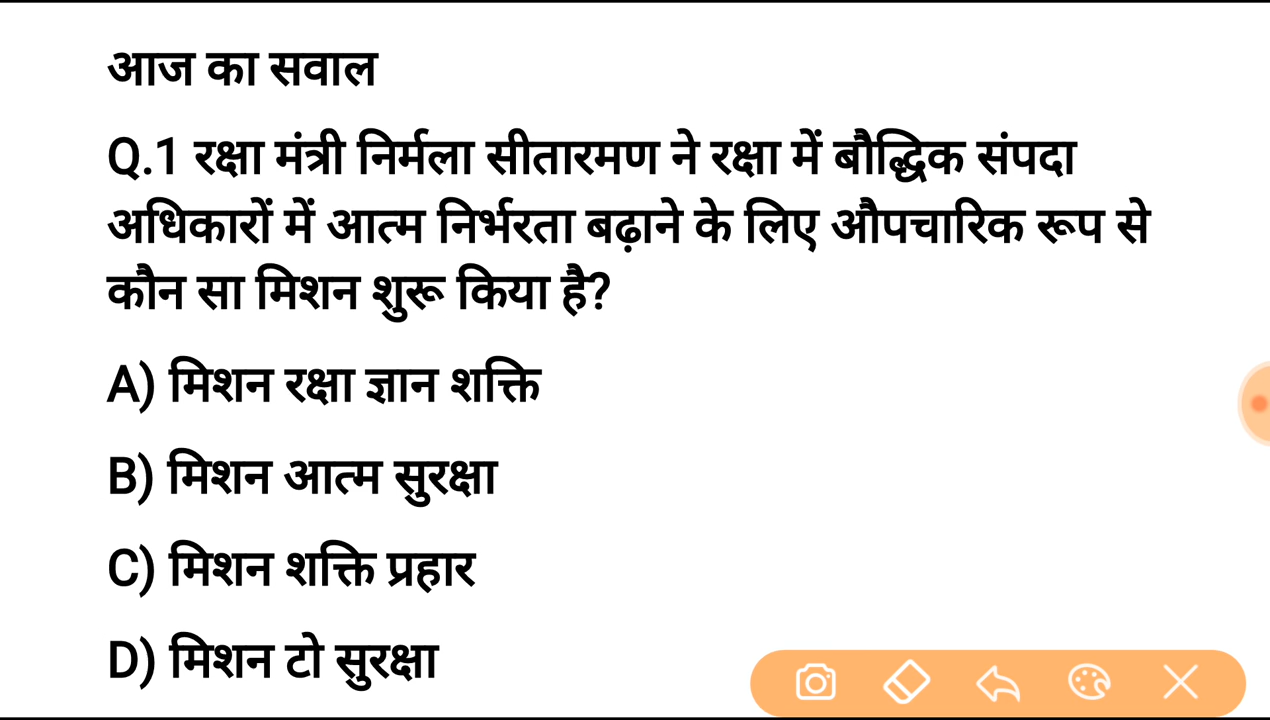 आज का सवाल
Q.1 रक्षा मंत्री निर्मला सीतारमण ने रक्षा में बौद्धिक संपदा
अधिकारों में आत्म निर्भरता बढ़ाने के लिए औपचारिक रूप से
कौन सा मिशन शुरू किया है?
A) मिशन रक्षा ज्ञान शक्ति
B) मिशन आत्म सुरक्षा
C) मिशन शक्ति प्रहार
D) मिशन टो सुरक्षा